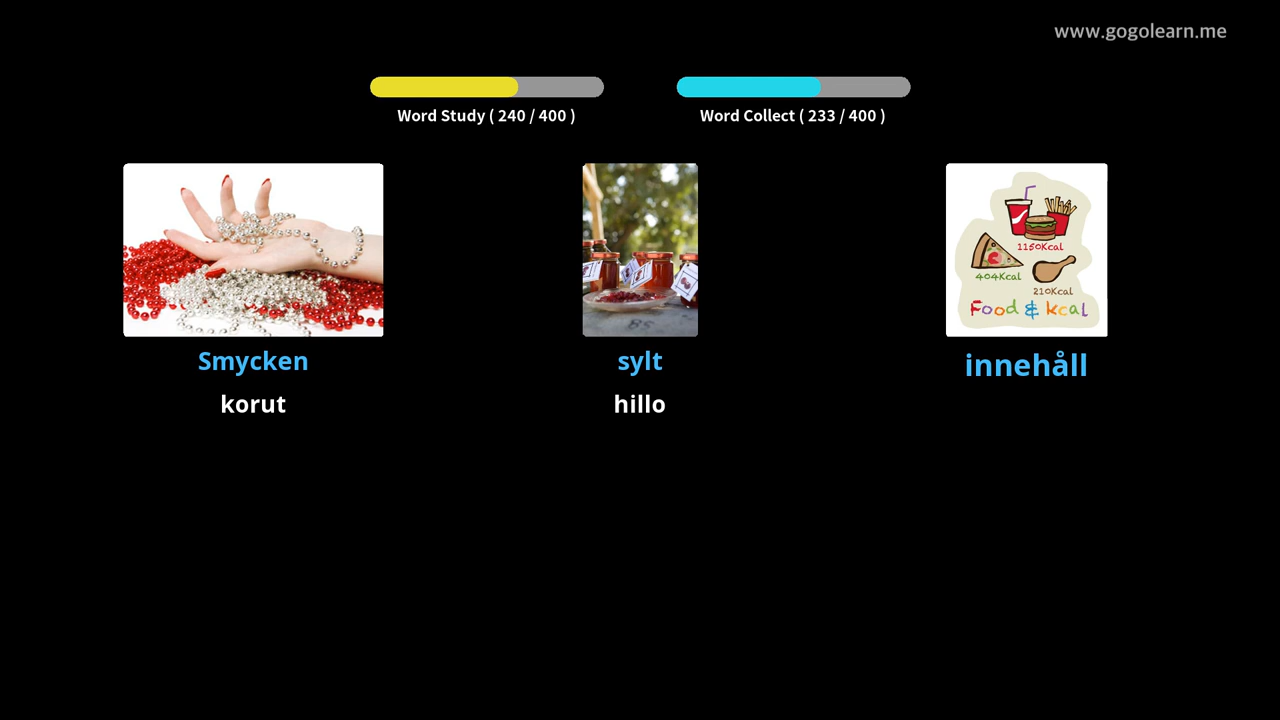 www.gogolearn.me
Word Study ( 240 / 400 )
Word Collect ( 233 / 400 )
1150Kcal
404Kcal
210Kcal
Food & kcal
Smycken
sylt
innehåll
korut
hillo